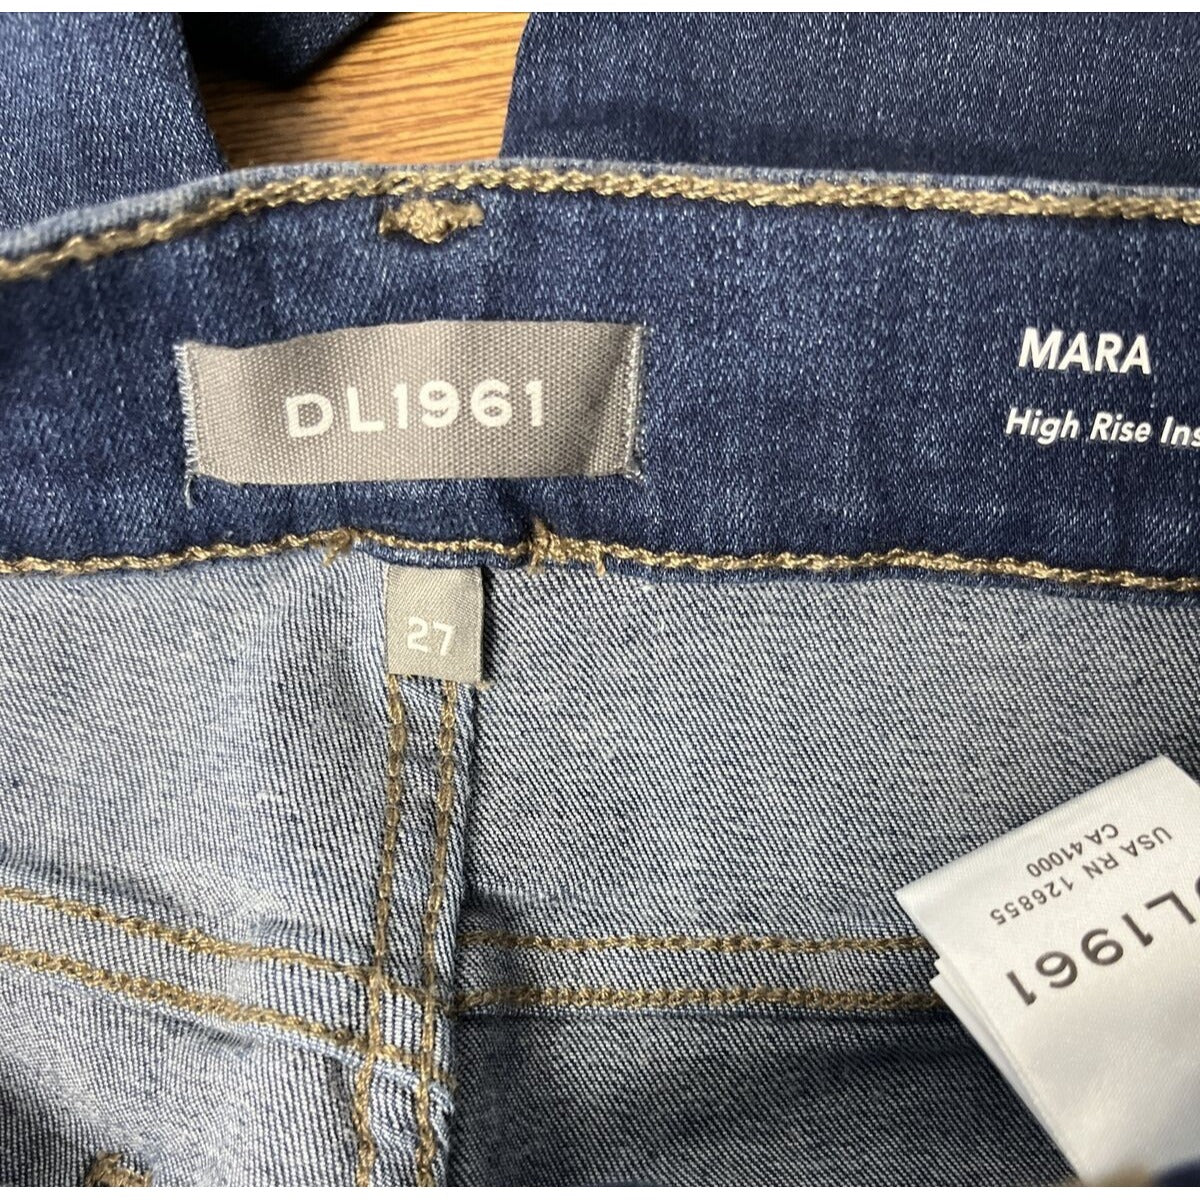 DL1961
MARA
High Rise Ins
27
USA RN 126855
CA 41000
DL1961